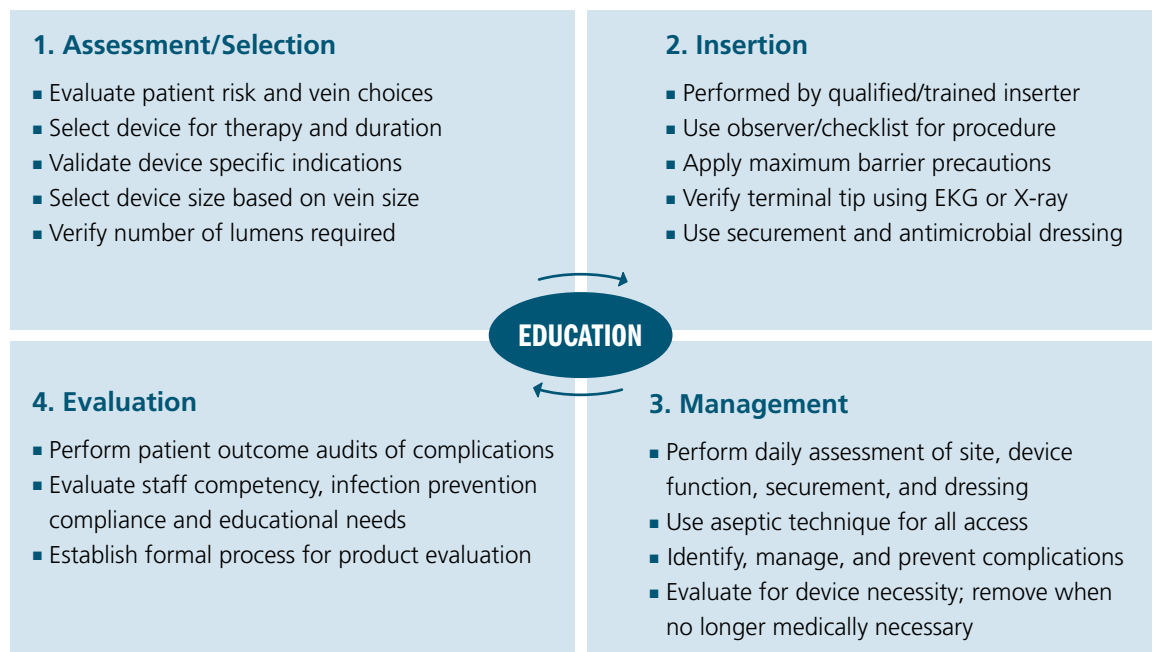 1. Assessment/Selection
▪ Evaluate patient risk and vein choices
▪ Select device for therapy and duration
▪ Validate device specific indications
▪ Select device size based on vein size
▪ Verify number of lumens required
2. Insertion
▪ Performed by qualified/trained inserter
▪ Use observer/checklist for procedure
▪ Apply maximum barrier precautions
▪ Verify terminal tip using EKG or X-ray
▪ Use securement and antimicrobial dressing
EDUCATION
3. Management
▪ Perform daily assessment of site, device
function, securement, and dressing
▪ Use aseptic technique for all access
▪ Identify, manage, and prevent complications
▪ Evaluate for device necessity; remove when
no longer medically necessary
4. Evaluation
▪ Perform patient outcome audits of complications
▪ Evaluate staff competency, infection prevention
compliance and educational needs
▪ Establish formal process for product evaluation